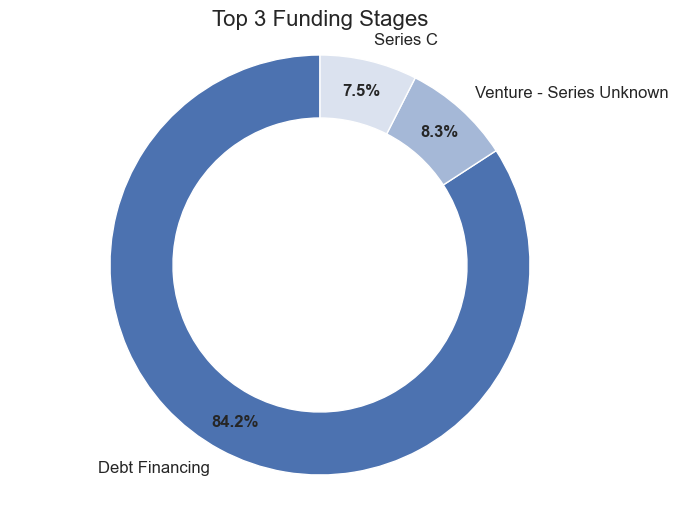 Top 3 Funding Stages
Series C
7.5%
Venture - Series Unknown
8.3%
84.2%
Debt Financing